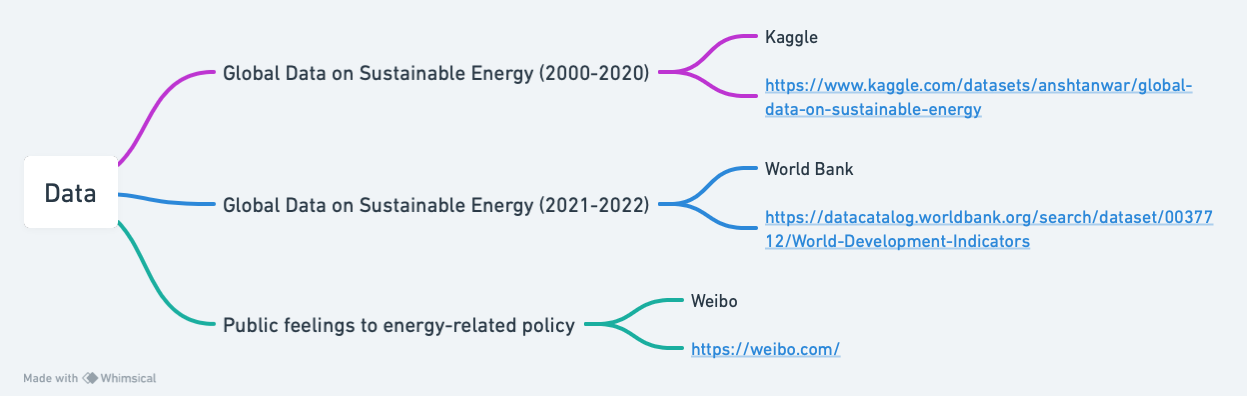 Kaggle
Global Data on Sustainable Energy (2000-2020)
https://www.kaggle.com/datasets/anshtanwar/global-
data-on-sustainable-energy
World Bank
Data
Global Data on Sustainable Energy (2021-2022)
https://datacatalog.worldbank.org/search/dataset/00377
12/World-Development-Indicators
Weibo
Public feelings to energy-related policy
https://weibo.com/
Made with Whimsical